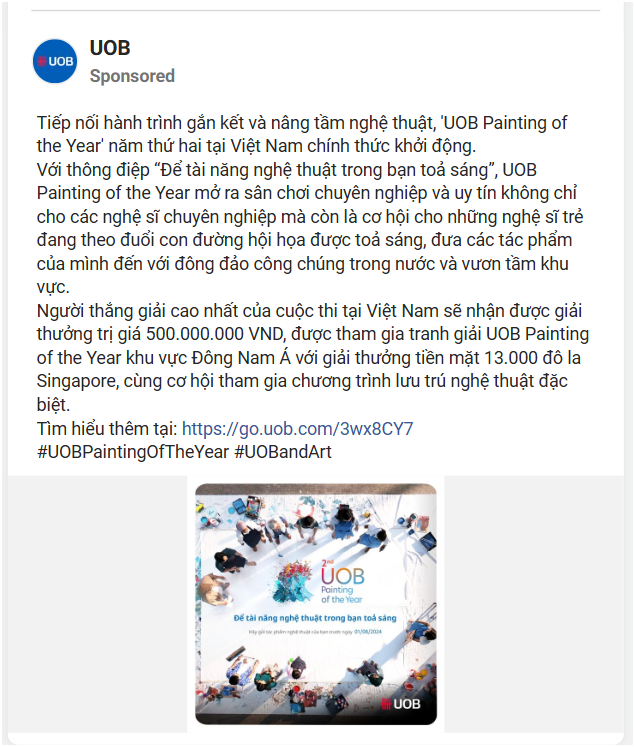 UOB
UOB
Sponsored
Tiếp nối hành trình gắn kết và nâng tầm nghệ thuật, 'UOB Painting of
the Year' năm thứ hai tại Việt Nam chính thức khởi động.
Với thông điệp “Để tài năng nghệ thuật trong bạn toả sáng”, UOB
Painting of the Year mở ra sân chơi chuyên nghiệp và uy tín không chỉ
cho các nghệ sĩ chuyên nghiệp mà còn là cơ hội cho những nghệ sĩ trẻ
đang theo đuổi con đường hội họa được toả sáng, đưa các tác phẩm
của mình đến với đông đảo công chúng trong nước và vươn tầm khu
vực.
Người thắng giải cao nhất của cuộc thi tại Việt Nam sẽ nhận được giải
thưởng trị giá 500.000.000 VND, được tham gia tranh giải UOB Painting
of the Year khu vực Đông Nam Á với giải thưởng tiền mặt 13.000 đô la
Singapore, cùng cơ hội tham gia chương trình lưu trú nghệ thuật đặc
biệt.
Tìm hiểu thêm tại: https://go.uob.com/3wx8CY7
#UOBPaintingOfTheYear #UOBandArt
2nd
UOB
Painting
of the Year
Để tài năng nghệ thuật trong bạn toả sáng
Hãy gửi tác phẩm nghệ thuật của bạn trước ngày 01/08/2024
UOB